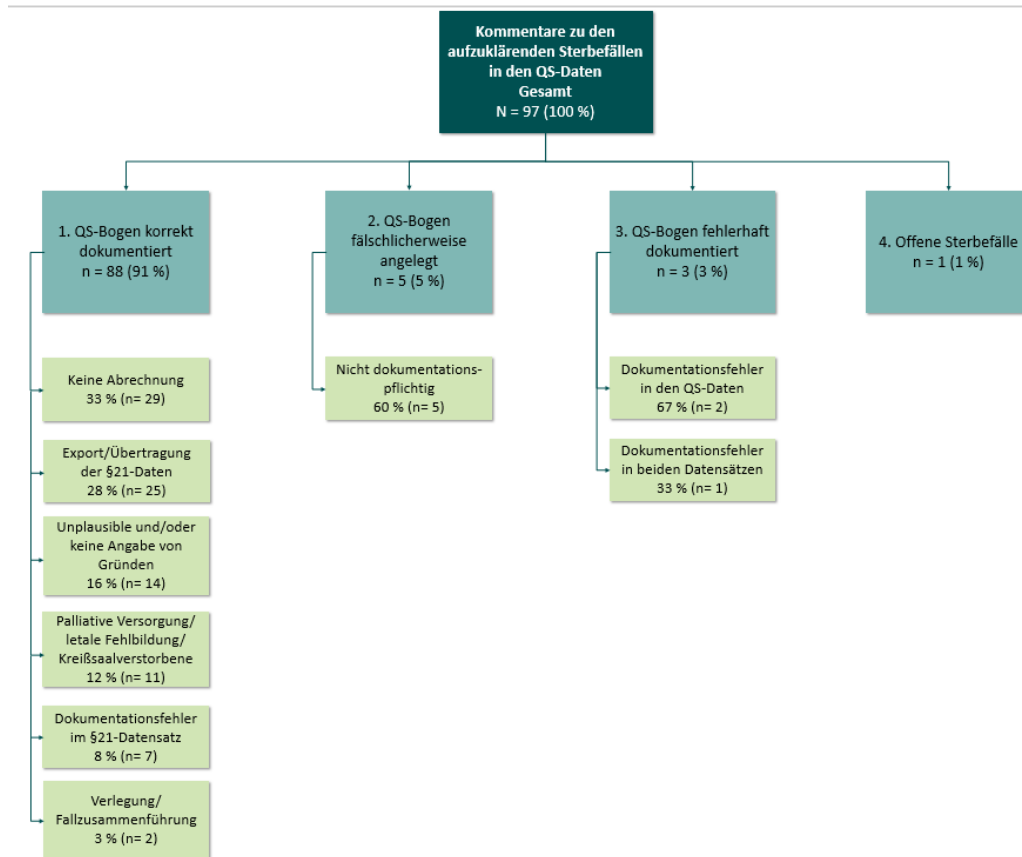 Kommentare zu den
aufzuklärenden Sterbefällen
in den QS-Daten
Gesamt
N = 97 (100 %)
1. QS-Bogen korrekt
dokumentiert
n = 88 (91 %)
2. QS-Bogen
fälschlicherweise
angelegt
n = 5 (5 %)
3. QS-Bogen fehlerhaft
dokumentiert
n = 3 (3 %)
4. Offene Sterbefälle
n = 1 (1 %)
Keine Abrechnung
33 % (n= 29)
Export/Übertragung
der §21-Daten
28 % (n= 25)
Unplausible und/oder
keine Angabe von
Gründen
16 % (n= 14)
Palliative Versorgung/
letale Fehlbildung/
Kreißsaalverstorbene
12 % (n= 11)
Dokumentationsfehler
im §21-Datensatz
8 % (n= 7)
Verlegung/
Fallzusammenführung
3 % (n= 2)
Nicht dokumentations-
pflichtig
60 % (n= 5)
Dokumentationsfehler
in den QS-Daten
67 % (n= 2)
Dokumentationsfehler
in beiden Datensätzen
33 % (n= 1)